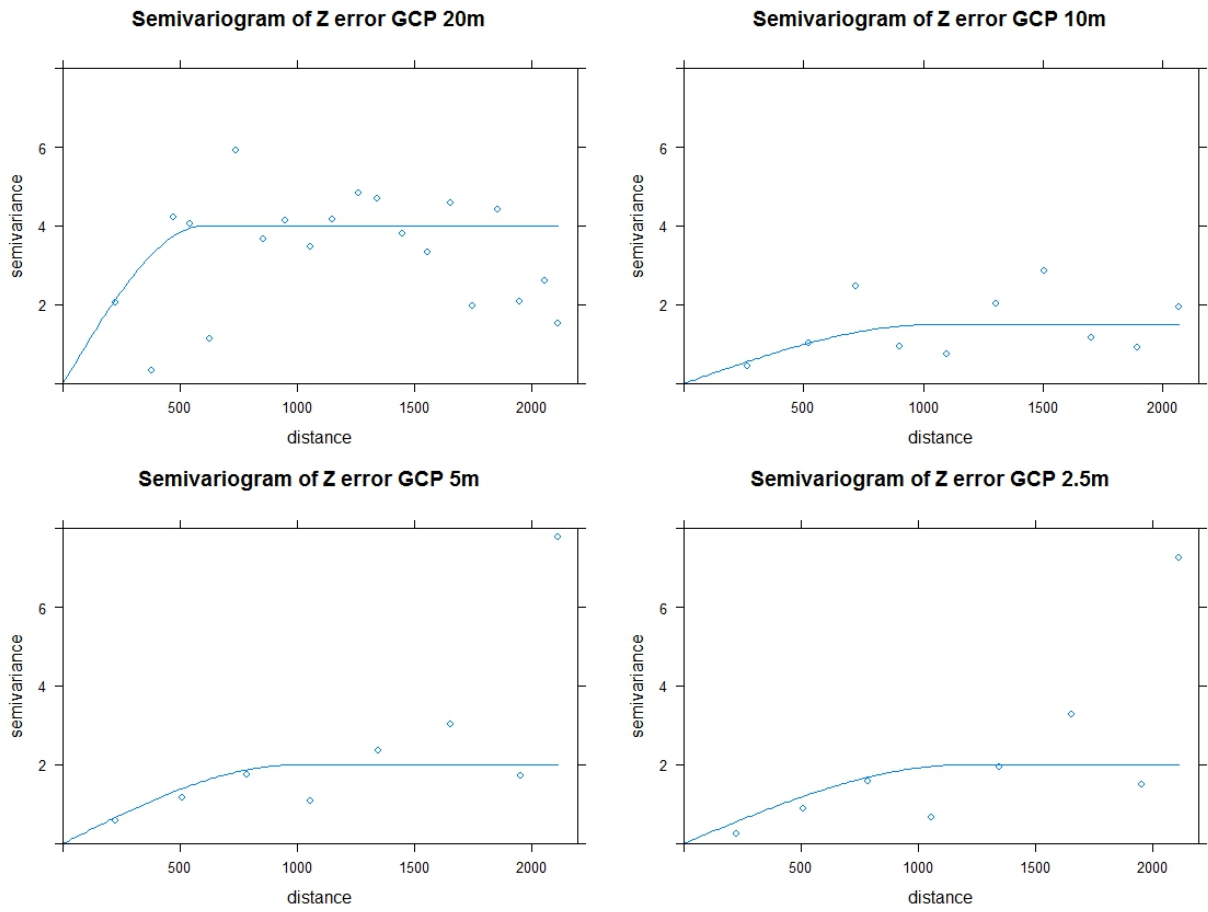 Semivariogram of Z error GCP 20m
semivariance
6
4
2
500 1000 1500 2000
distance
Semivariogram of Z error GCP 10m
semivariance
6
4
2
500 1000 1500 2000
distance
Semivariogram of Z error GCP 5m
semivariance
6
4
2
500 1000 1500 2000
distance
Semivariogram of Z error GCP 2.5m
semivariance
6
4
2
500 1000 1500 2000
distance